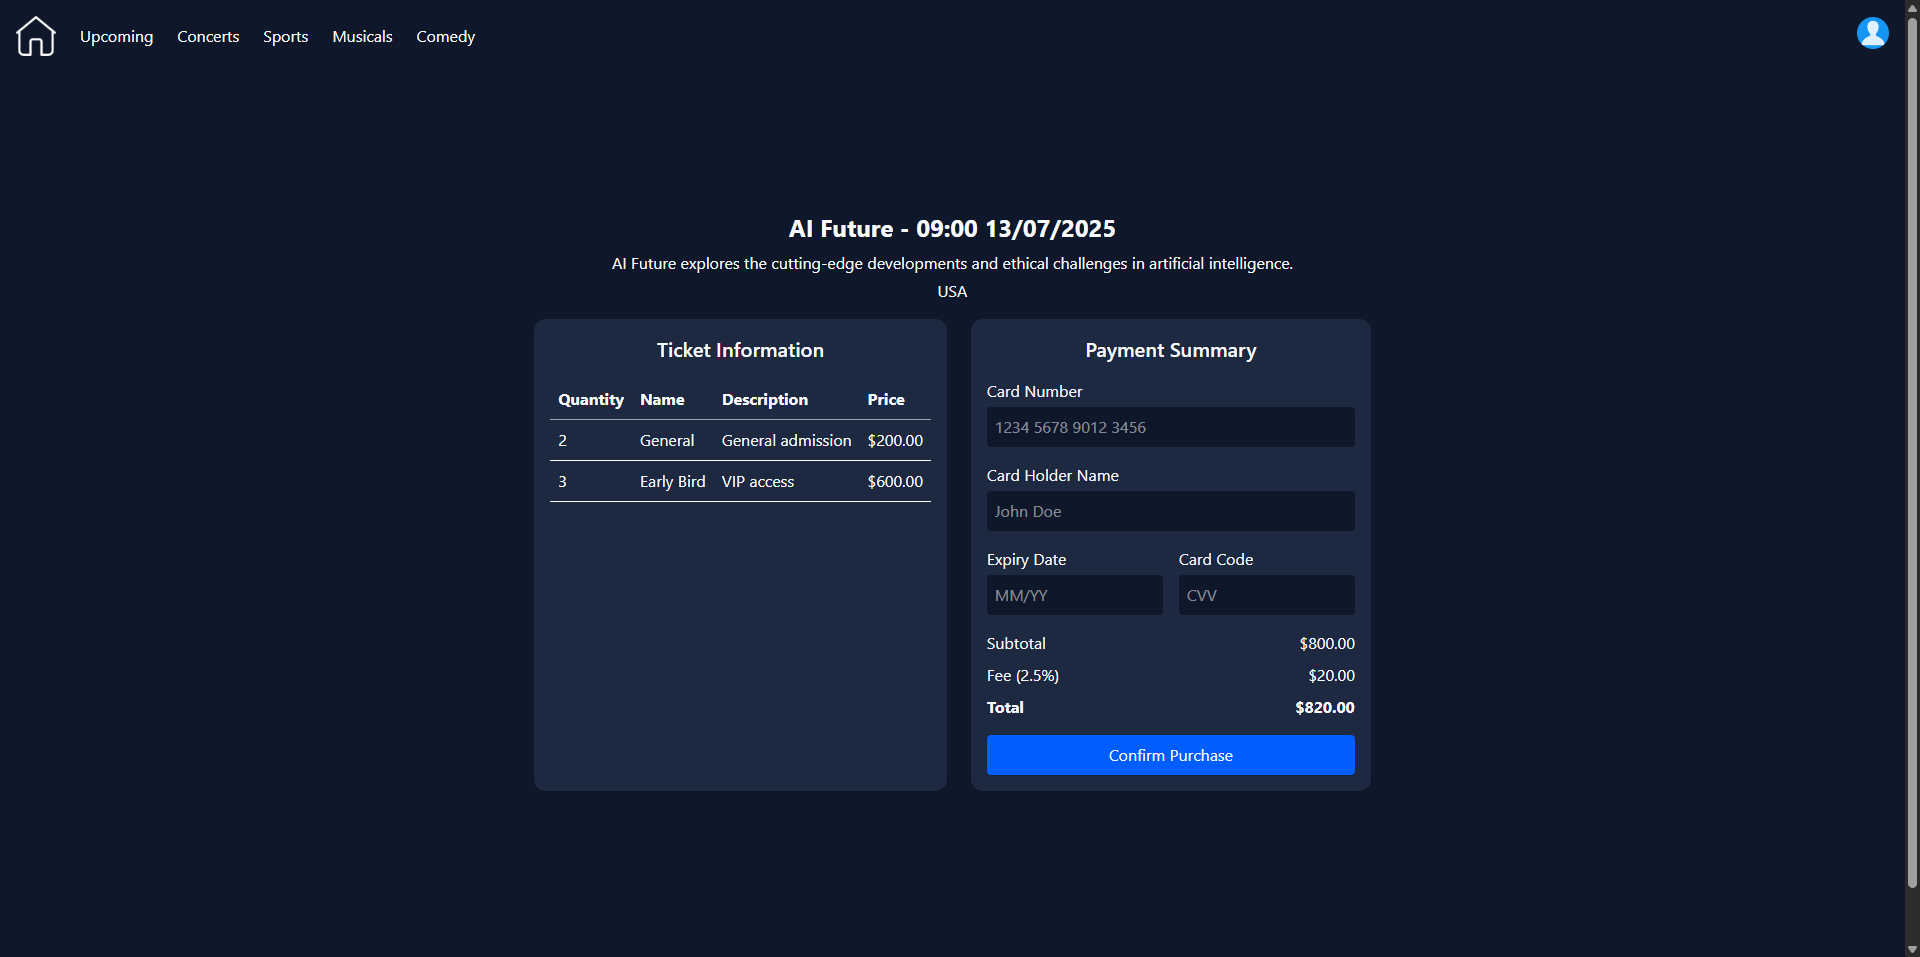 Upcoming Concerts Sports Musicals Comedy
AI Future - 09:00 13/07/2025
AI Future explores the cutting-edge developments and ethical challenges in artificial intelligence.
USA
Ticket Information
Quantity Name Description Price
2 General General admission $200.00
3 Early Bird VIP access $600.00
Payment Summary
Card Number
1234 5678 9012 3456
Card Holder Name
John Doe
Expiry Date Card Code
MM/YY CVV
Subtotal $800.00
Fee (2.5%) $20.00
Total $820.00
Confirm Purchase